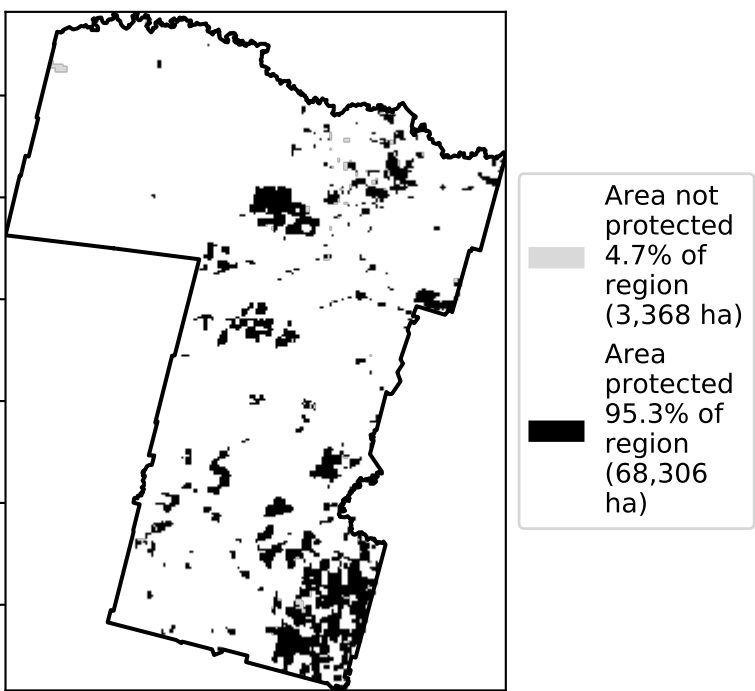 Area not
protected
4.7% of
region
(3,368 ha)
Area
protected
95.3% of
region
(68,306
ha)